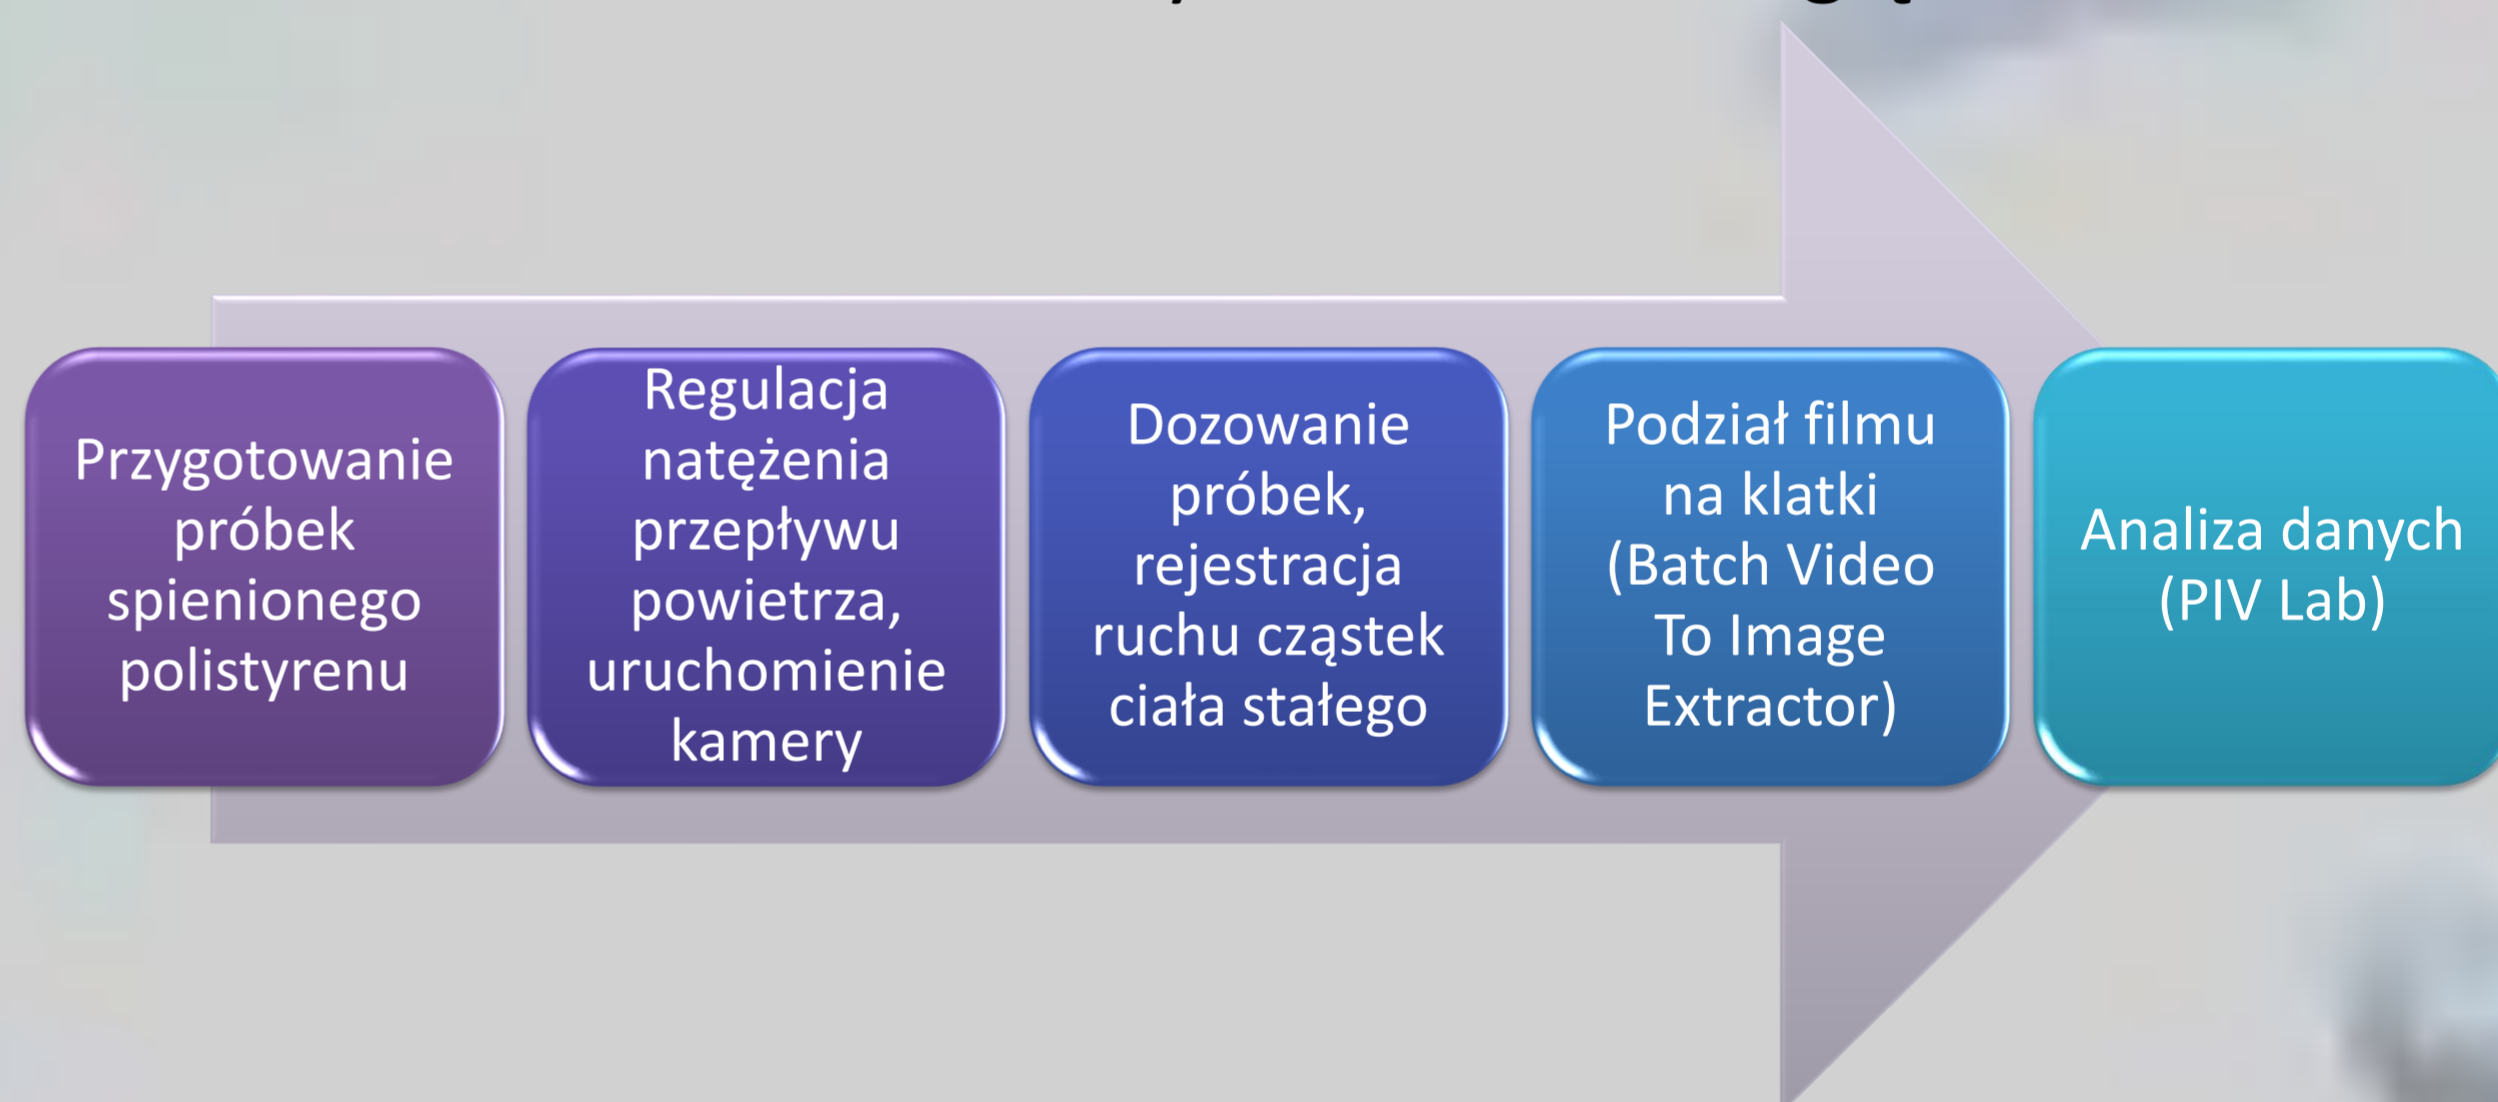 Przygotowanie
próbek
spienionego
polistyrenu
Regulacja
natężenia
przepływu
powietrza,
uruchomienie
kamery
Dozowanie
próbek,
rejestracja
ruchu cząstek
ciała stałego
Podział filmu
na klatki
(Batch Video
To Image
Extractor)
Analiza danych
(PIV Lab)